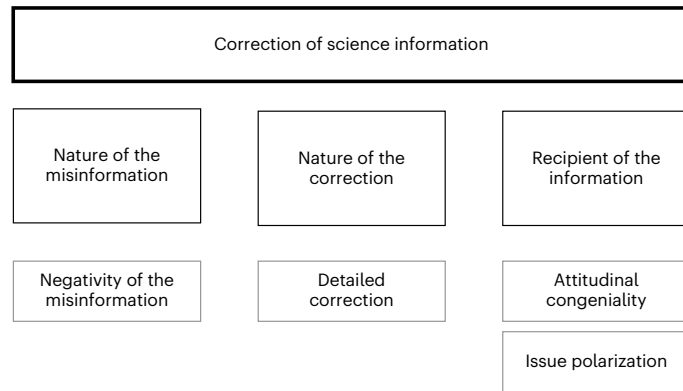 Correction of science information
Nature of the
misinformation
Nature of the
correction
Recipient of the
information
Negativity of the
misinformation
Detailed
correction
Attitudinal
congeniality
Issue polarization